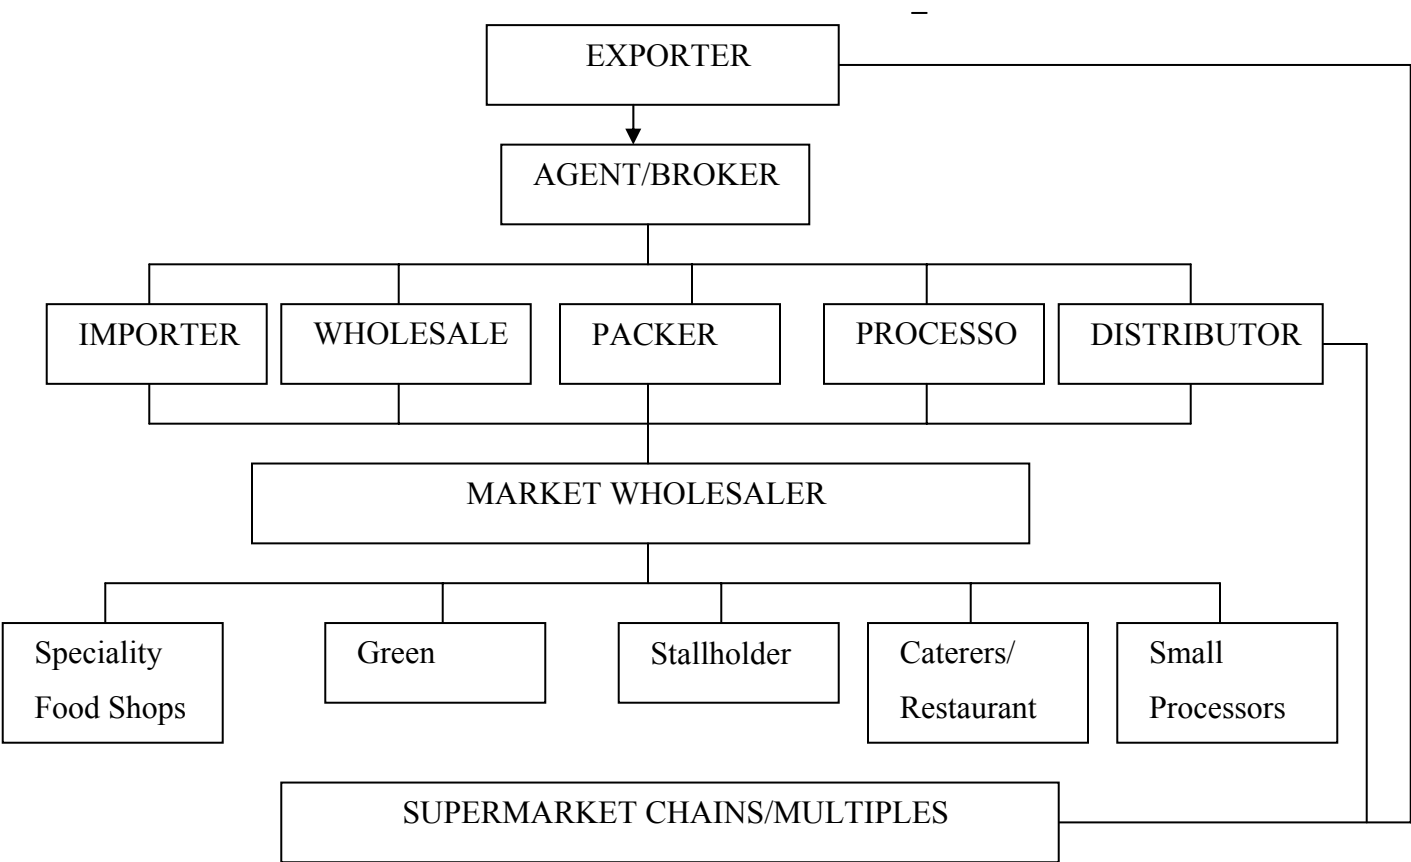 EXPORTER
AGENT/BROKER
IMPORTER
WHOLESALE
PACKER
PROCESSO
DISTRIBUTOR
MARKET WHOLESALER
Speciality
Food Shops
Green
Stallholder
Caterers/
Restaurant
Small
Processors
SUPERMARKET CHAINS/MULTIPLES